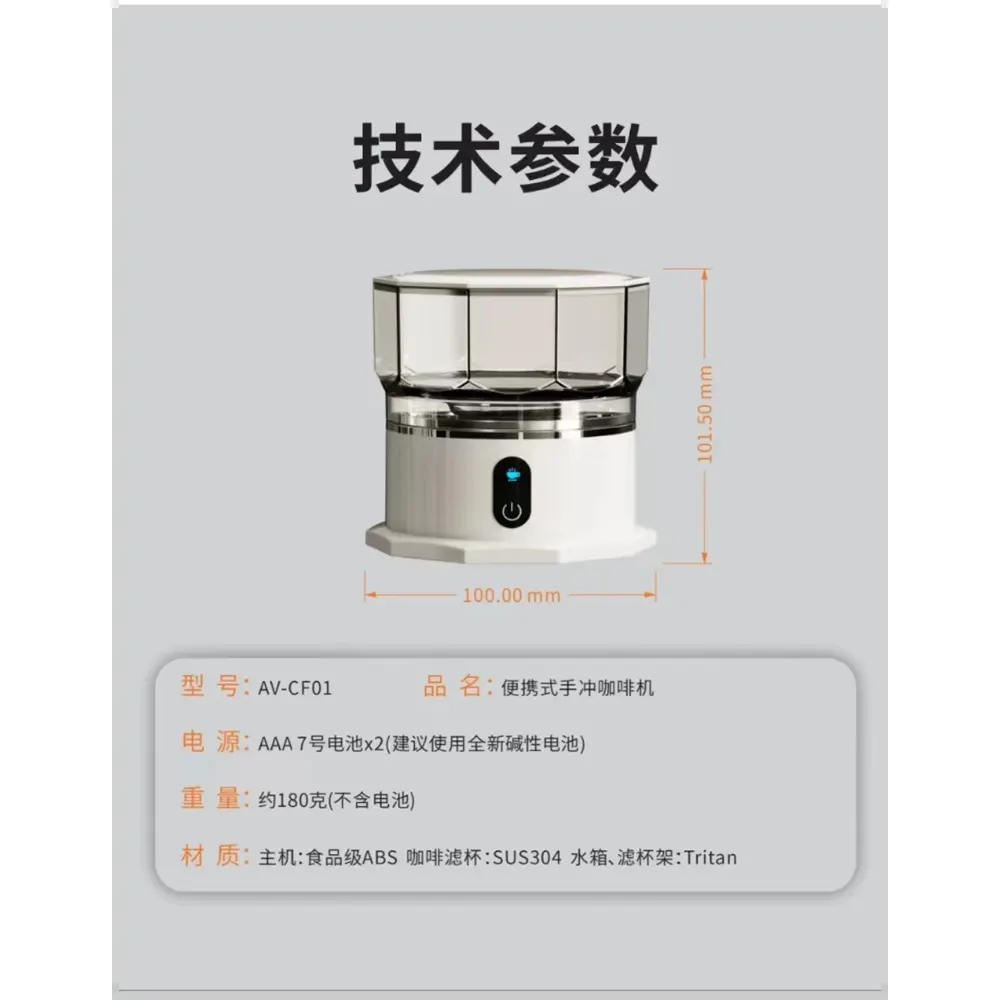 技术参数
101.50 mm
100.00 mm
型 号：AV-CF01 品 名：便携式手冲咖啡机
电 源：AAA 7号电池x2(建议使用全新碱性电池)
重 量：约180克(不含电池)
材 质：主机：食品级ABS 咖啡滤杯：SUS304 水箱、滤杯架：Tritan